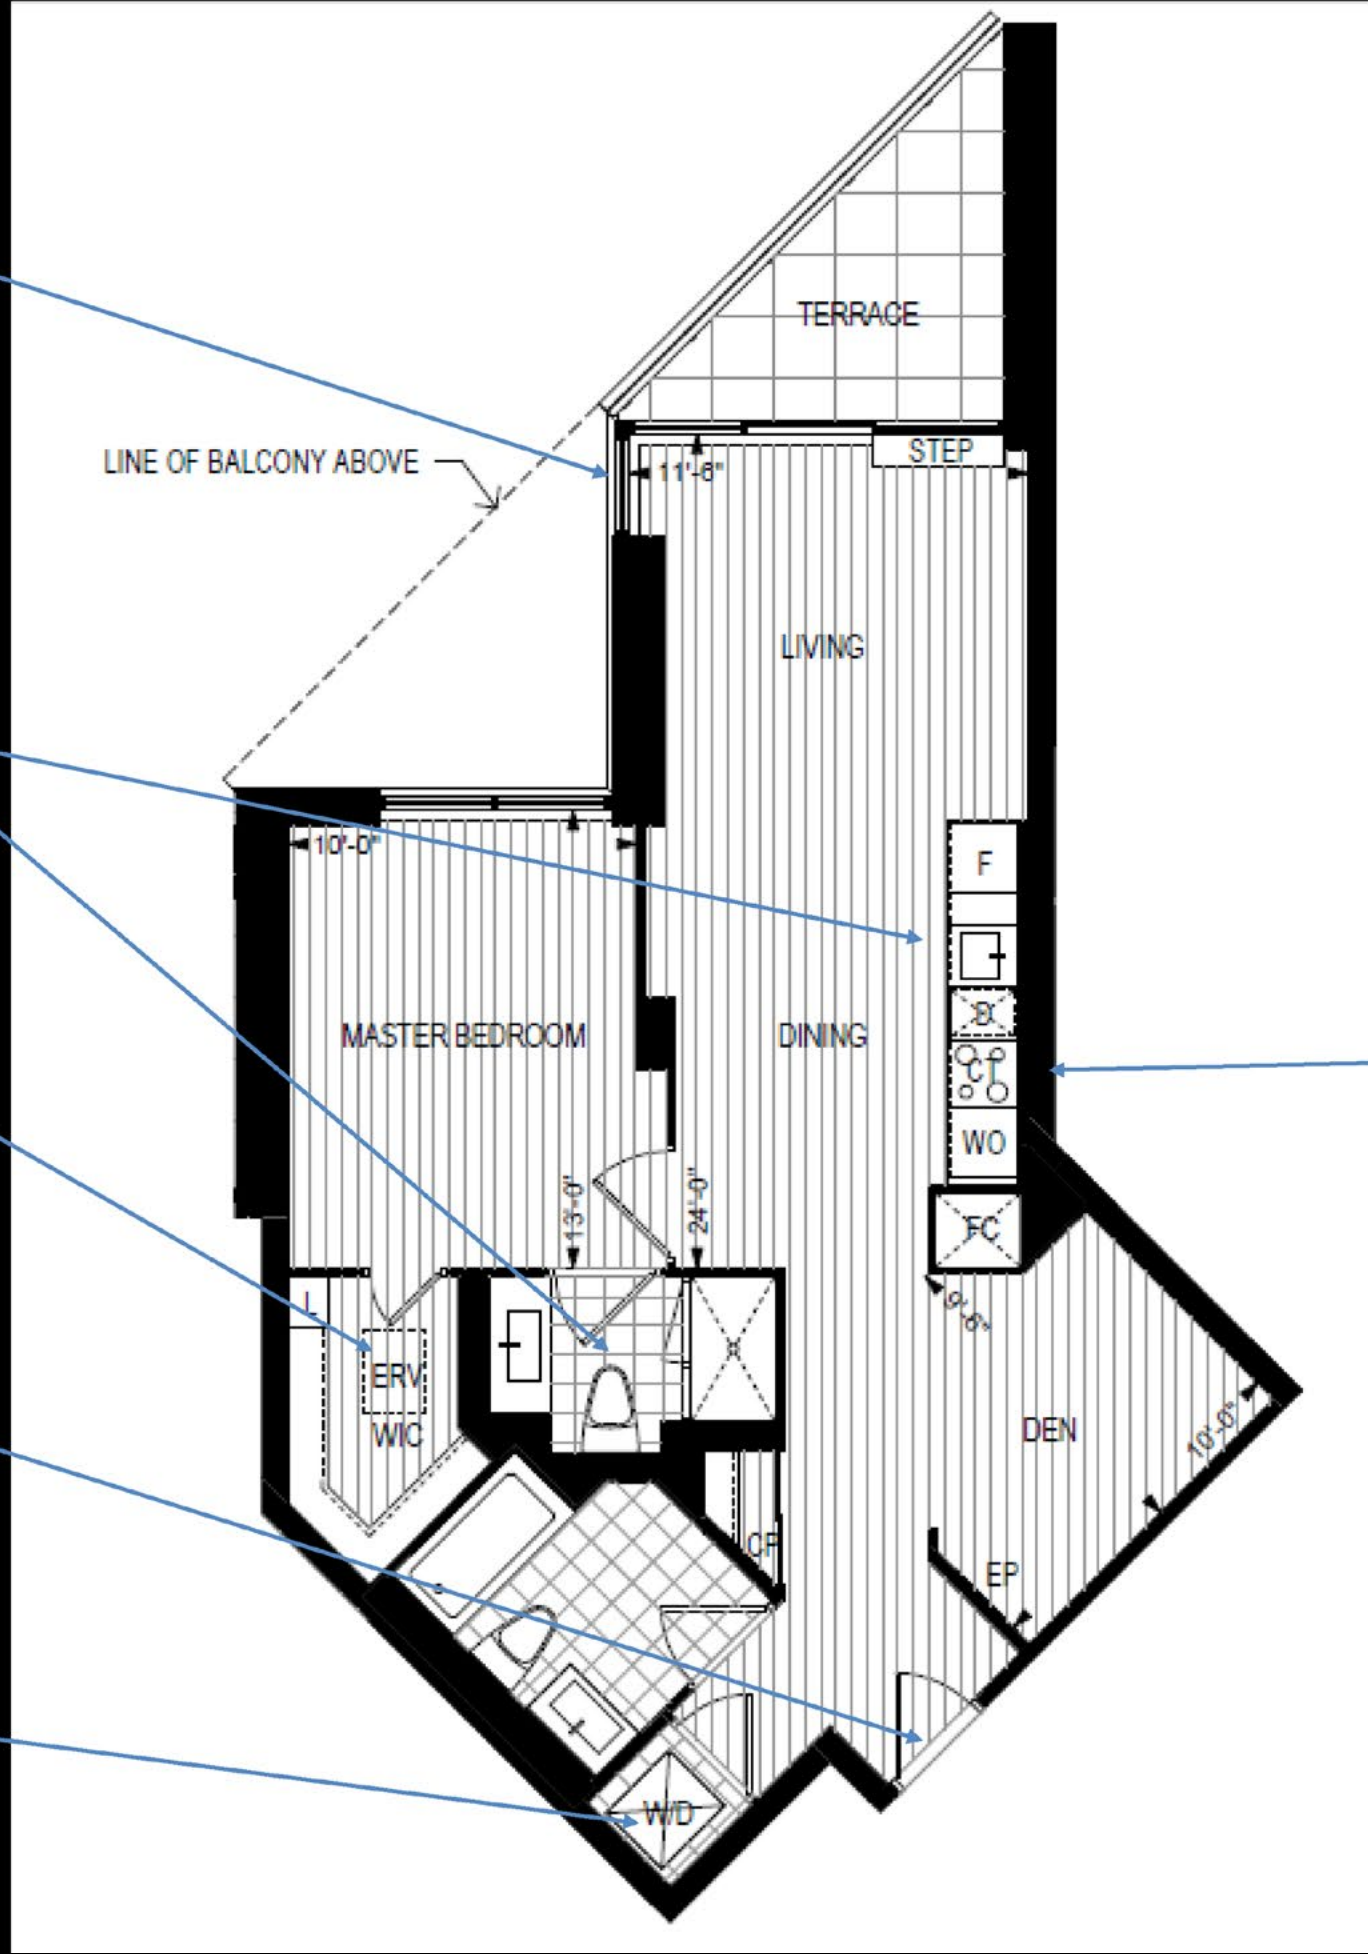 TERRACE
LINE OF BALCONY ABOVE
STEP
11'-6"
LIVING
10'-0"
F
MASTER BEDROOM
DINING
D
CT
WO
13'-0"
24'-0"
FC
L
9'-6"
ERV
WIC
DEN
10'-0"
CP
EP
W/D